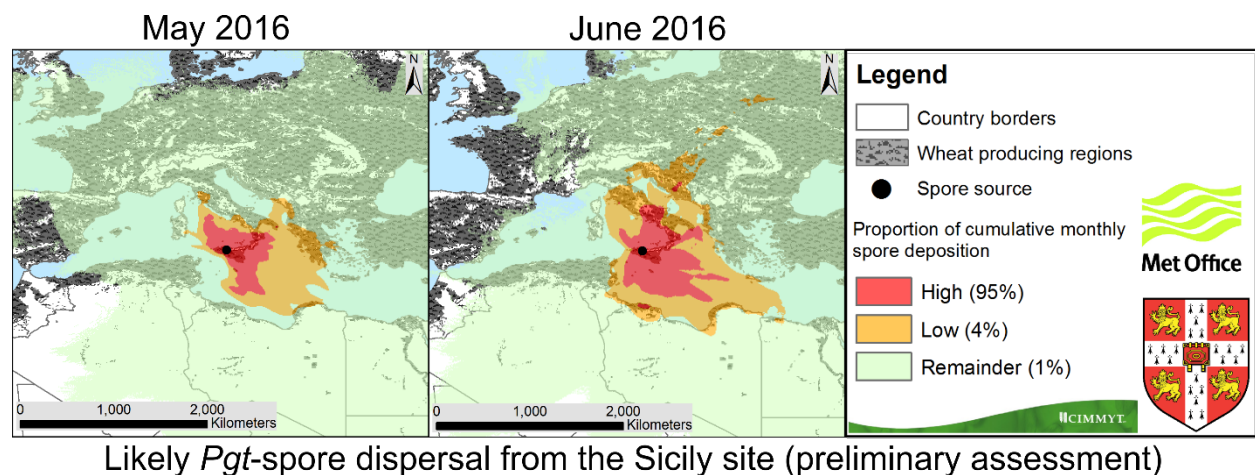 May 2016
June 2016
N
N
0 1,000 2,000
Kilometers
0 1,000 2,000
Kilometers
Legend
Country borders
Wheat producing regions
Spore source
Proportion of cumulative monthly
spore deposition
High (95%)
Low (4%)
Remainder (1%)
Met Office
CIMMYT.
Likely Pgt-spore dispersal from the Sicily site (preliminary assessment)